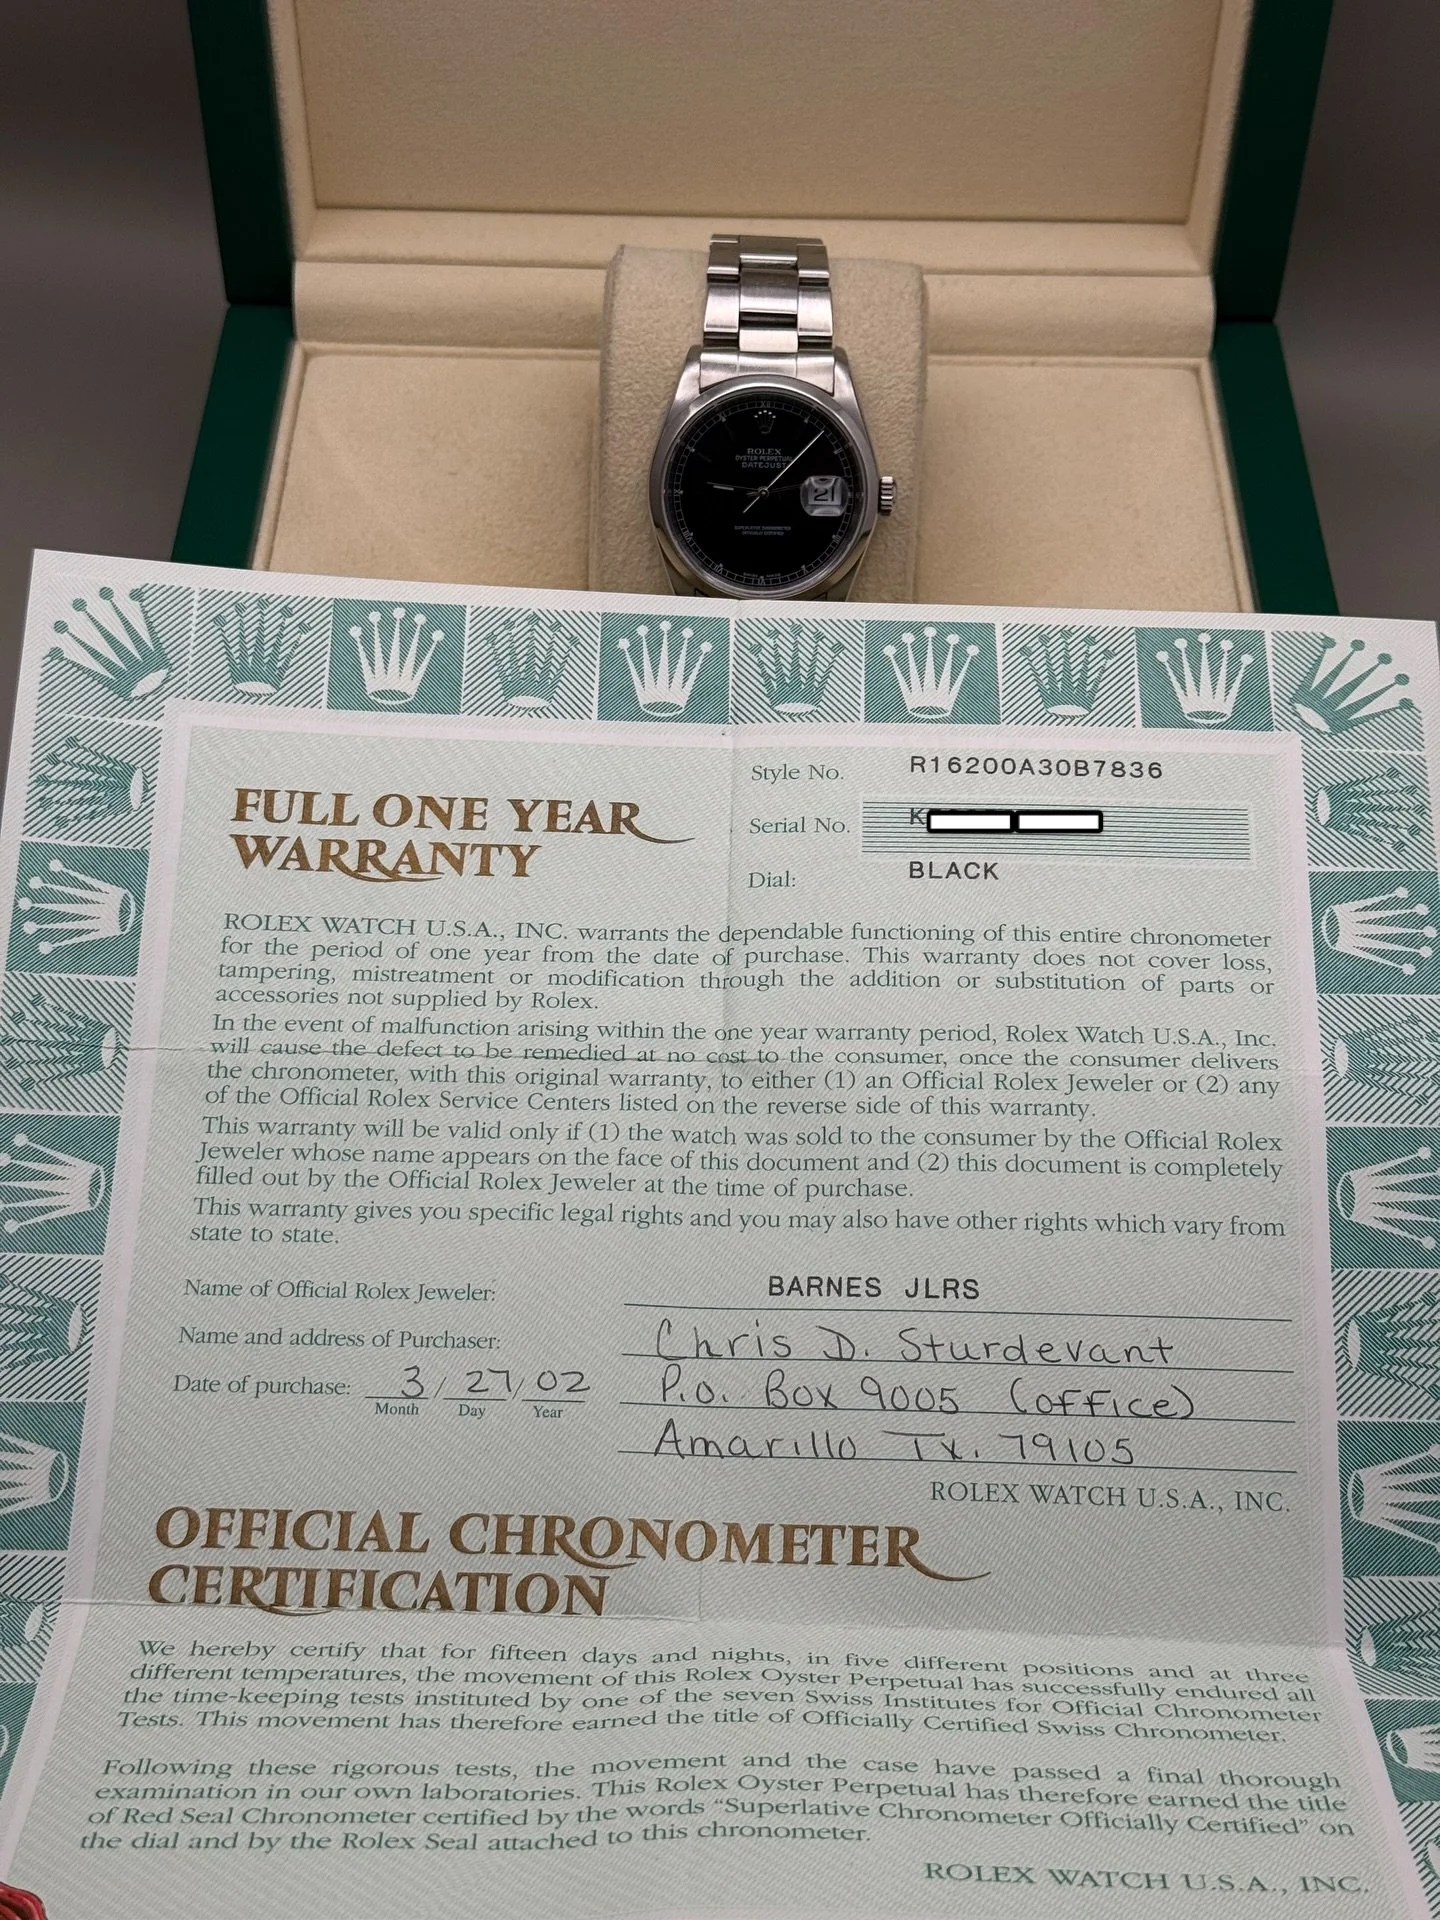 ROLEX
OYSTER PERPETUAL
DATEJUST
21
SUPERLATIVE CHRONOMETER
OFFICIALLY CERTIFIED
FULL ONE YEAR
WARRANTY
Style No. R16200A30B7836
Serial No. K
Dial: BLACK
ROLEX WATCH U.S.A., INC. warrants the dependable functioning of this entire chronometer
for the period of one year from the date of purchase. This warranty does not cover loss,
tampering, mistreatment or modification through the addition or substitution of parts or
accessories not supplied by Rolex.
In the event of malfunction arising within the one year warranty period, Rolex Watch U.S.A., Inc.
will cause the defect to be remedied at no cost to the consumer, once the consumer delivers
the chronometer, with this original warranty, to either (1) an Official Rolex Jeweler or (2) any
of the Official Rolex Service Centers listed on the reverse side of this warranty.
This warranty will be valid only if (1) the watch was sold to the consumer by the Official Rolex
Jeweler whose name appears on the face of this document and (2) this document is completely
filled out by the Official Rolex Jeweler at the time of purchase.
This warranty gives you specific legal rights and you may also have other rights which vary from
state to state.
Name of Official Rolex Jeweler: BARNES JLRS
Name and address of Purchaser: Chris D. Sturdevant
Date of purchase: 3 / 27 / 02 P.O. Box 9005 (office)
Month Day Year
Amarillo Tx. 79105
ROLEX WATCH U.S.A., INC.
OFFICIAL CHRONOMETER
CERTIFICATION
We hereby certify that for fifteen days and nights, in five different positions and at three
different temperatures, the movement of this Rolex Oyster Perpetual has successfully endured all
the time-keeping tests instituted by one of the seven Swiss Institutes for Official Chronometer
Tests. This movement has therefore earned the title of Officially Certified Swiss Chronometer.
Following these rigorous tests, the movement and the case have passed a final thorough
examination in our own laboratories. This Rolex Oyster Perpetual has therefore earned the title
of Red Seal Chronometer certified by the words “Superlative Chronometer Officially Certified” on
the dial and by the Rolex Seal attached to this chronometer.
ROLEX WATCH U.S.A., INC.